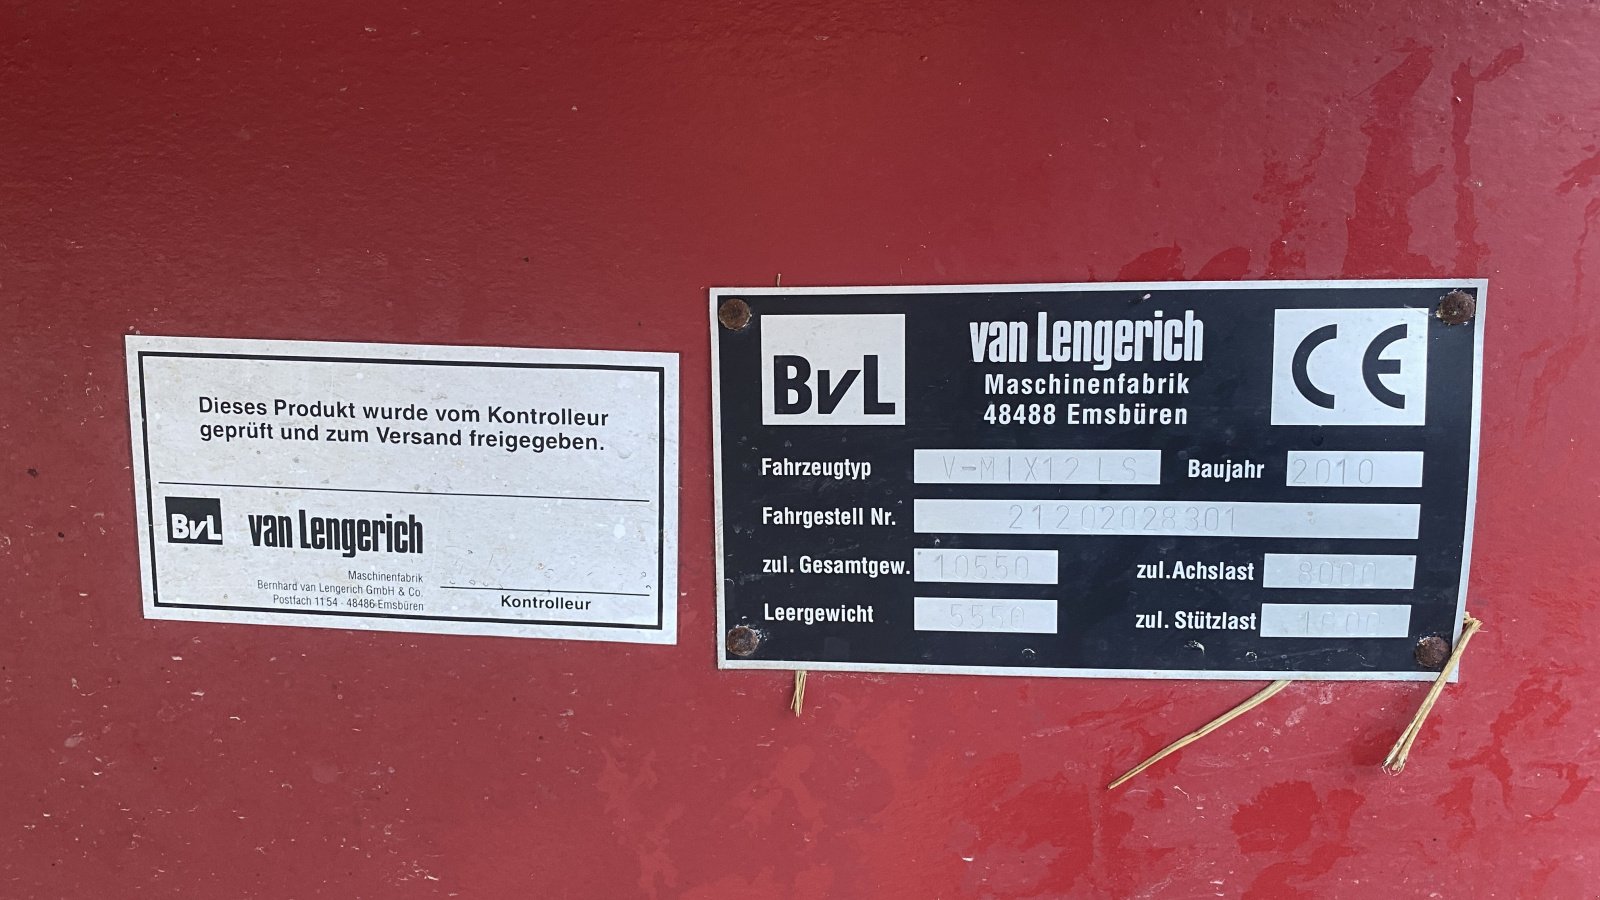 Dieses Produkt wurde vom Kontrolleur
geprüft und zum Versand freigegeben.
BvL van Lengerich
Maschinenfabrik
Bernhard van Lengerich GmbH & Co.
Postfach 11 54 · 48486 Emsbüren
Kontrolleur
BvL
van Lengerich
Maschinenfabrik
48488 Emsbüren
CE
Fahrzeugtyp V-MIX12 LS Baujahr 2010
Fahrgestell Nr. 21202028301
zul. Gesamtgew. 10550 zul.Achslast 8000
Leergewicht 5550 zul. Stützlast